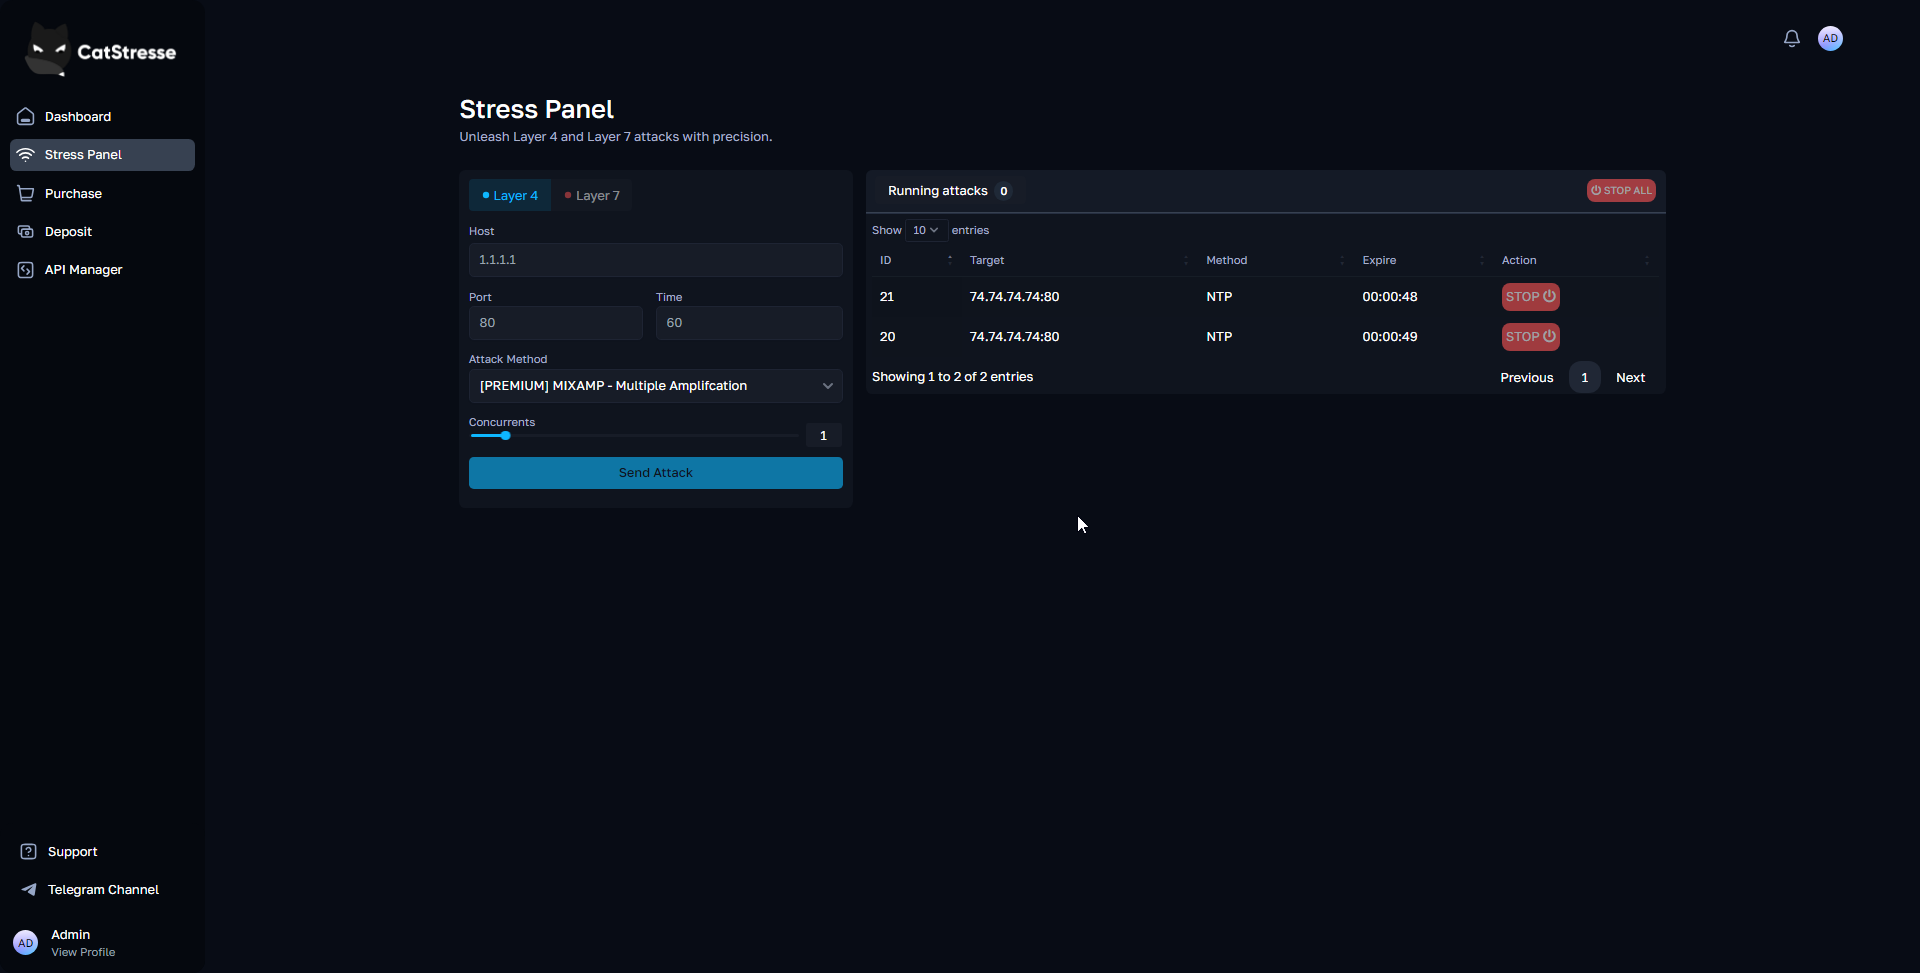 CatStresse
Dashboard
Stress Panel
Purchase
Deposit
API Manager
Support
Telegram Channel
AD
Admin
View Profile
AD
Stress Panel
Unleash Layer 4 and Layer 7 attacks with precision.
Layer 4 Layer 7
Host
1.1.1.1
Port Time
80 60
Attack Method
[PREMIUM] MIXAMP - Multiple Amplifcation
Concurrents
1
Send Attack
Running attacks 0 STOP ALL
Show 10 entries
ID Target Method Expire Action
21 74.74.74.74:80 NTP 00:00:48 STOP
20 74.74.74.74:80 NTP 00:00:49 STOP
Showing 1 to 2 of 2 entries Previous 1 Next